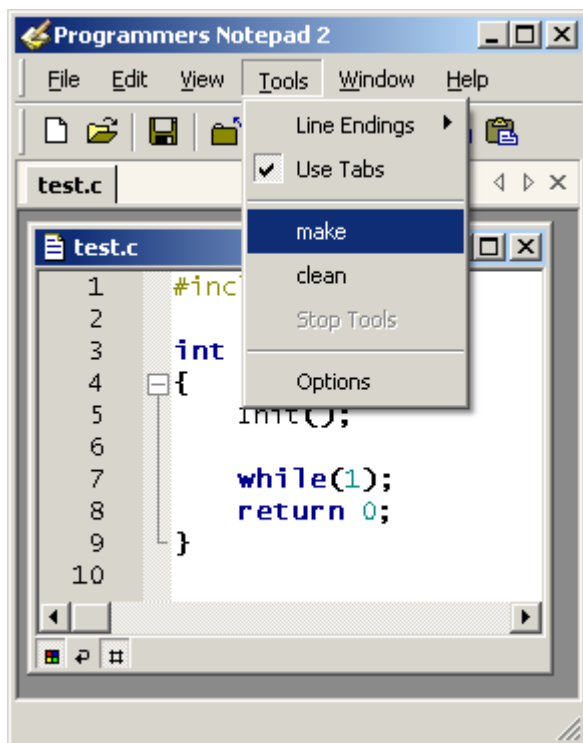 Programmers Notepad 2
File Edit View Tools Window Help
Line Endings
Use Tabs
make
clean
Stop Tools
Options
test.c
test.c
1 #inc
2
3 int
4 {
5 init();
6
7 while(1);
8 return 0;
9 }
10